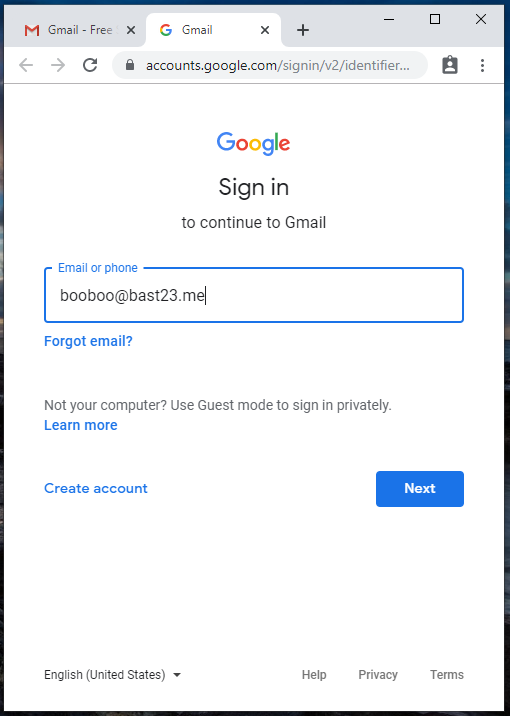 Gmail - Free
Gmail
accounts.google.com/signin/v2/identifier...
Google
Sign in
to continue to Gmail
Email or phone
booboo@bast23.me
Forgot email?
Not your computer? Use Guest mode to sign in privately.
Learn more
Create account
Next
English (United States)
Help
Privacy
Terms